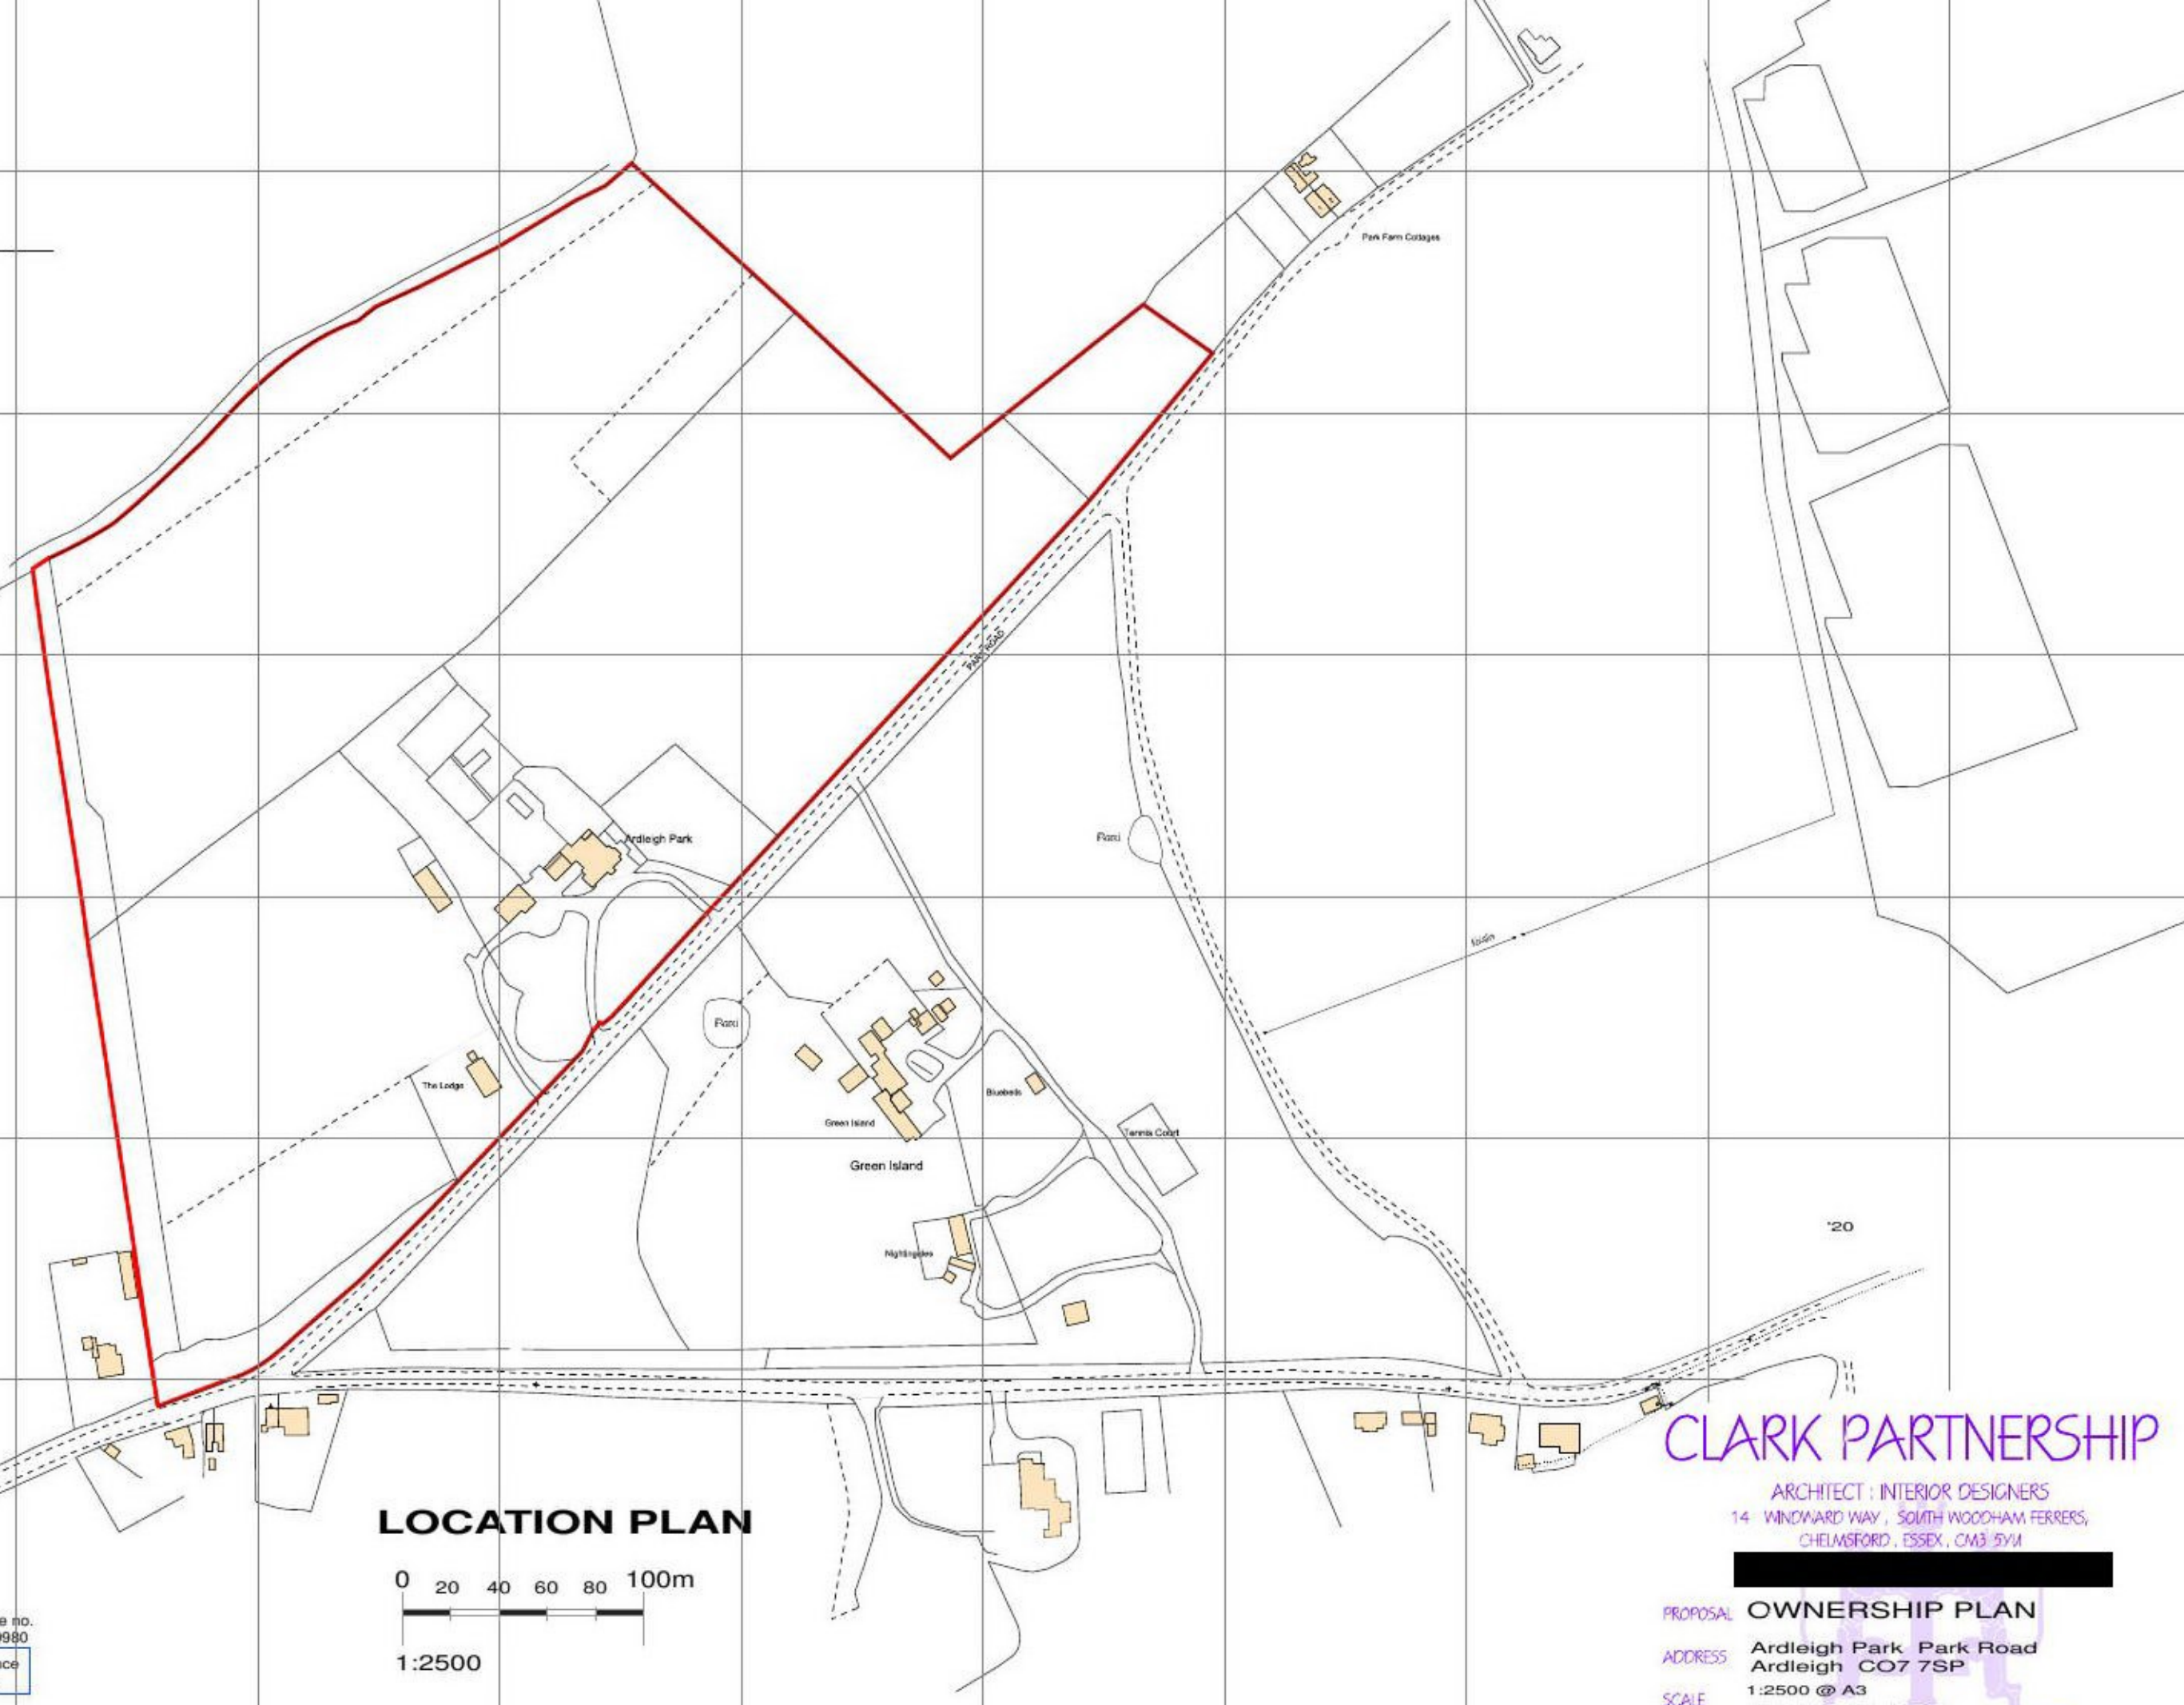 Park Farm Cottages
PARK ROAD
Ardleigh Park
Pond
Drain
Pond
The Lodge
Bluebells
Green Island
Tennis Court
Green Island
Nightingales
'20
LOCATION PLAN
0 20 40 60 80 100m
1:2500
e no.
9980
CLARK PARTNERSHIP
ARCHITECT : INTERIOR DESIGNERS
14 WINDWARD WAY, SOUTH WOODHAM FERRERS,
CHELMSFORD, ESSEX, CM3 5YU
PROPOSAL OWNERSHIP PLAN
ADDRESS Ardleigh Park Park Road
Ardleigh CO7 7SP
SCALE 1:2500 @ A3